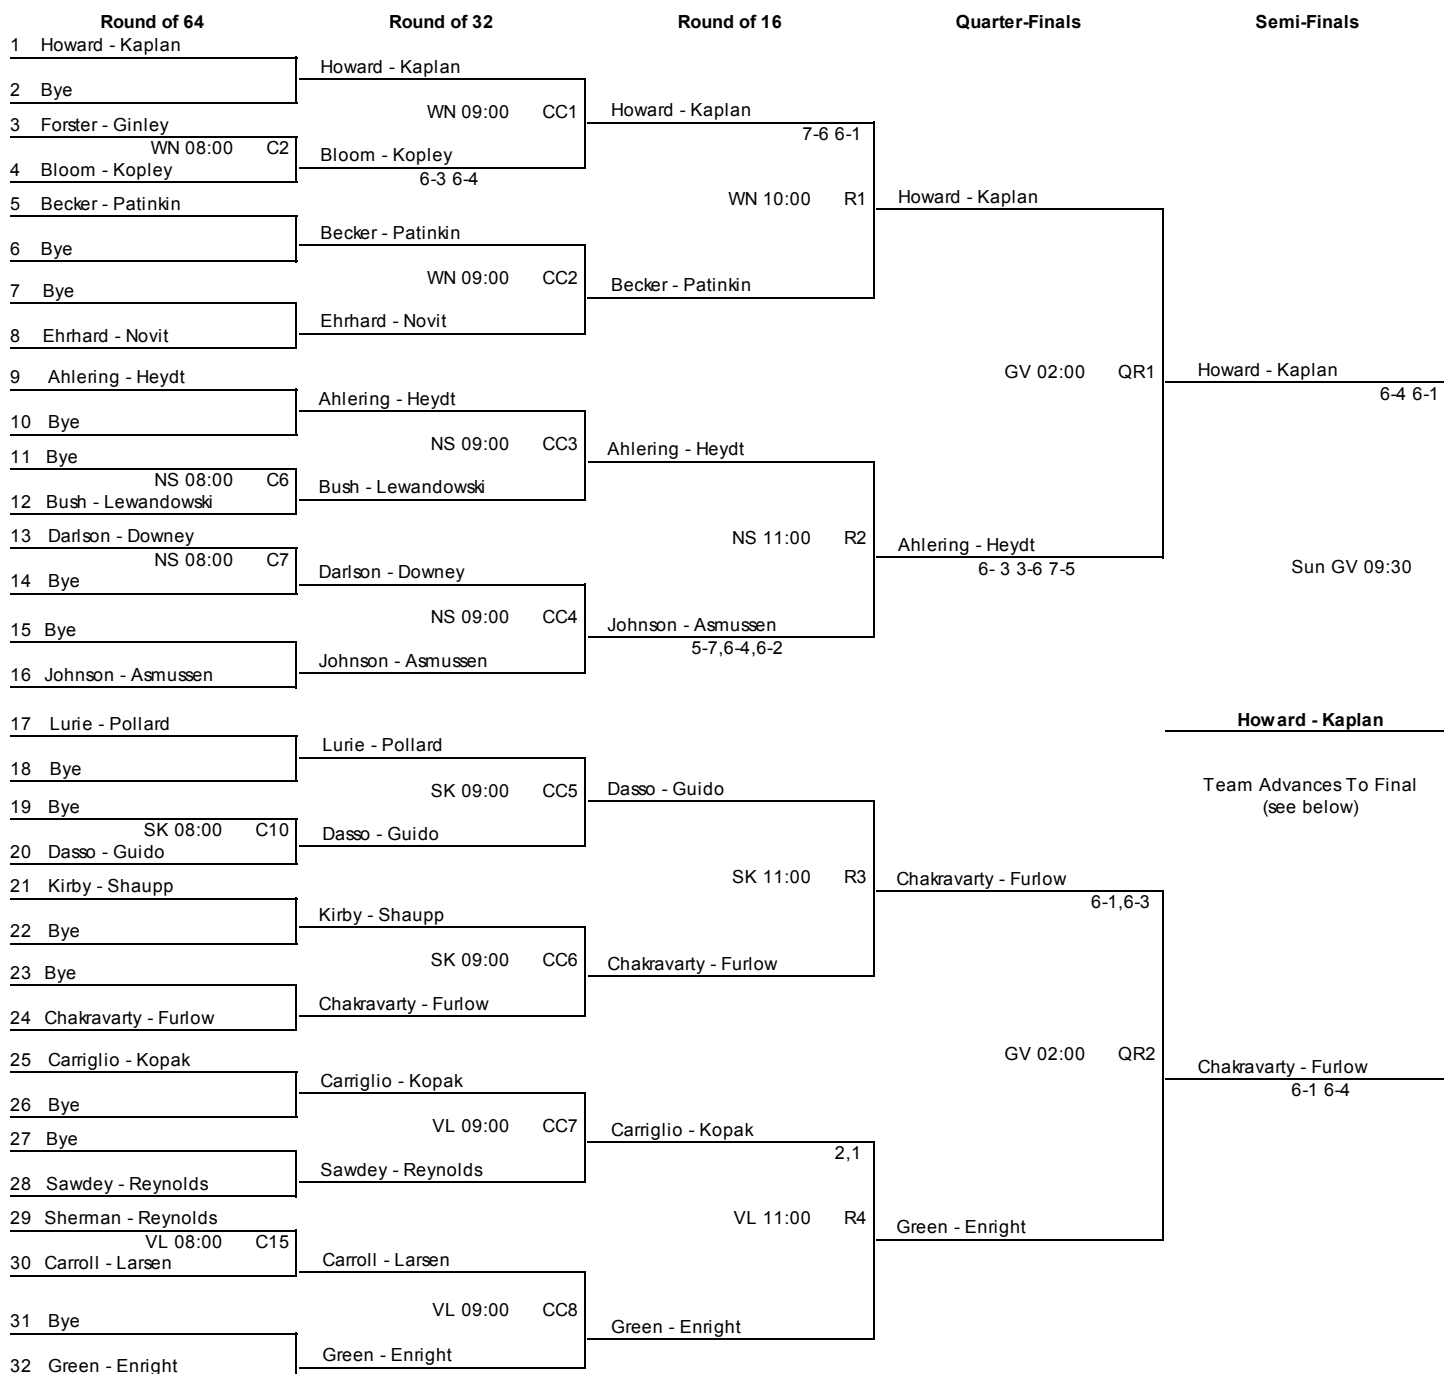 Round of 64 Round of 32 Round of 16 Quarter-Finals Semi-Finals
1 Howard - Kaplan
Howard - Kaplan
2 Bye
WN 09:00 CC1 Howard - Kaplan
3 Forster - Ginley
7-6 6-1
WN 08:00 C2
Bloom - Kopley
4 Bloom - Kopley
6-3 6-4
5 Becker - Patinkin
WN 10:00 R1 Howard - Kaplan
Becker - Patinkin
6 Bye
WN 09:00 CC2
Becker - Patinkin
7 Bye
Ehrhard - Novit
8 Ehrhard - Novit
GV 02:00 QR1 Howard - Kaplan
9 Ahlering - Heydt
6-4 6-1
Ahlering - Heydt
10 Bye
NS 09:00 CC3
Ahlering - Heydt
11 Bye
NS 08:00 C6
Bush - Lewandowski
12 Bush - Lewandowski
13 Darlson - Downey
NS 11:00 R2
Ahlering - Heydt
NS 08:00 C7
6- 3 3-6 7-5
Sun GV 09:30
Darlson - Downey
14 Bye
NS 09:00 CC4
Johnson - Asmussen
15 Bye
5-7,6-4,6-2
Johnson - Asmussen
16 Johnson - Asmussen
Howard - Kaplan
17 Lurie - Pollard
Lurie - Pollard
18 Bye
Team Advances To Final
SK 09:00 CC5 Dasso - Guido
19 Bye
(see below)
SK 08:00 C10
Dasso - Guido
20 Dasso - Guido
SK 11:00 R3 Chakravarty - Furlow
21 Kirby - Shaupp
6-1,6-3
Kirby - Shaupp
22 Bye
SK 09:00 CC6
Chakravarty - Furlow
23 Bye
Chakravarty - Furlow
24 Chakravarty - Furlow
GV 02:00 QR2
25 Carriglio - Kopak
Chakravarty - Furlow
Carriglio - Kopak
6-1 6-4
26 Bye
VL 09:00 CC7
Carriglio - Kopak
27 Bye
2,1
Sawdey - Reynolds
28 Sawdey - Reynolds
29 Sherman - Reynolds
VL 11:00 R4
Green - Enright
VL 08:00 C15
Carroll - Larsen
30 Carroll - Larsen
VL 09:00 CC8
31 Bye
Green - Enright
Green - Enright
32 Green - Enright